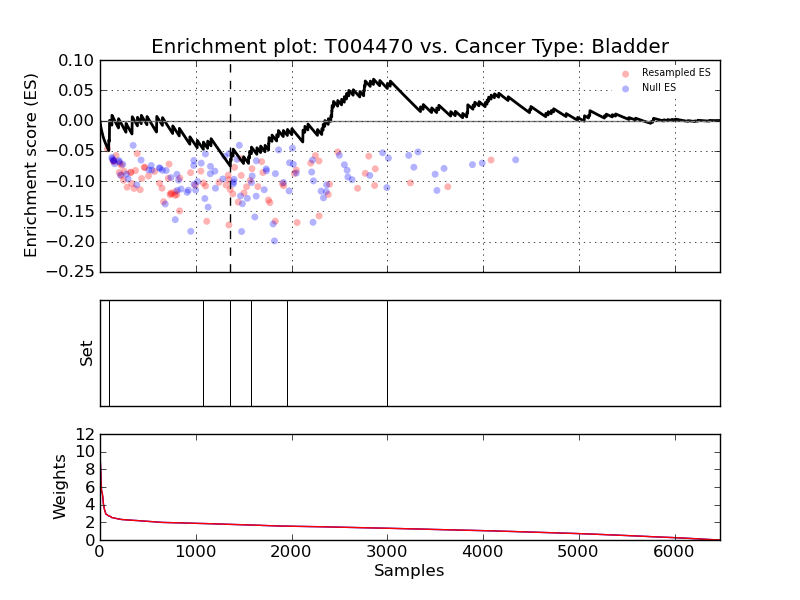 Enrichment plot: T004470 vs. Cancer Type: Bladder
Enrichment score (ES)
0.10
0.05
0.00
−0.05
−0.10
−0.15
−0.20
−0.25
Resampled ES
Null ES
Set
Weights
12
10
8
6
4
2
0
0 1000 2000 3000 4000 5000 6000
Samples